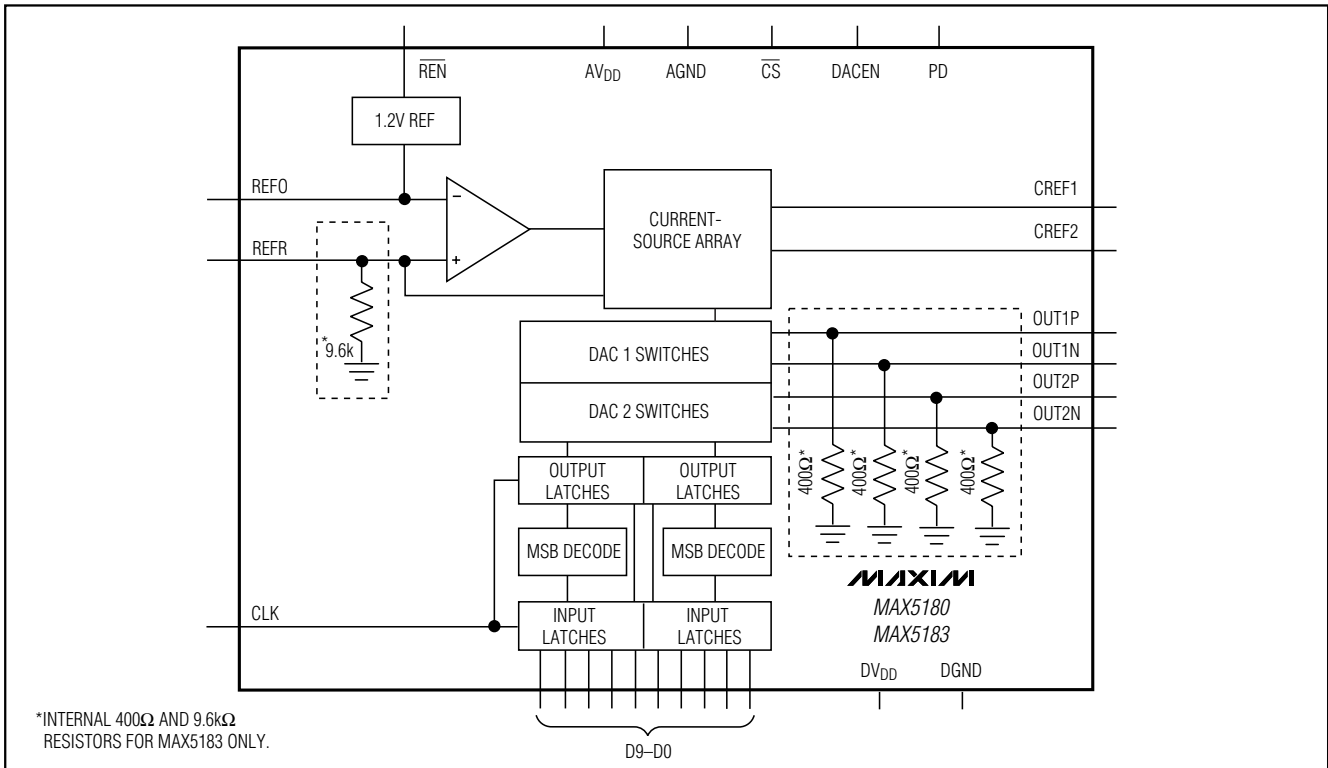 REN
AVDD
AGND
CS
DACEN
PD
1.2V REF
REFO
−
CURRENT-
SOURCE ARRAY
CREF1
CREF2
REFR
+
*9.6k
DAC 1 SWITCHES
DAC 2 SWITCHES
OUT1P
OUT1N
OUT2P
OUT2N
400Ω*
400Ω*
400Ω*
400Ω*
OUTPUT
LATCHES
OUTPUT
LATCHES
MSB DECODE
MSB DECODE
MAXIM
MAX5180
MAX5183
CLK
INPUT
LATCHES
INPUT
LATCHES
DVDD
DGND
*INTERNAL 400Ω AND 9.6kΩ
RESISTORS FOR MAX5183 ONLY.
D9–D0